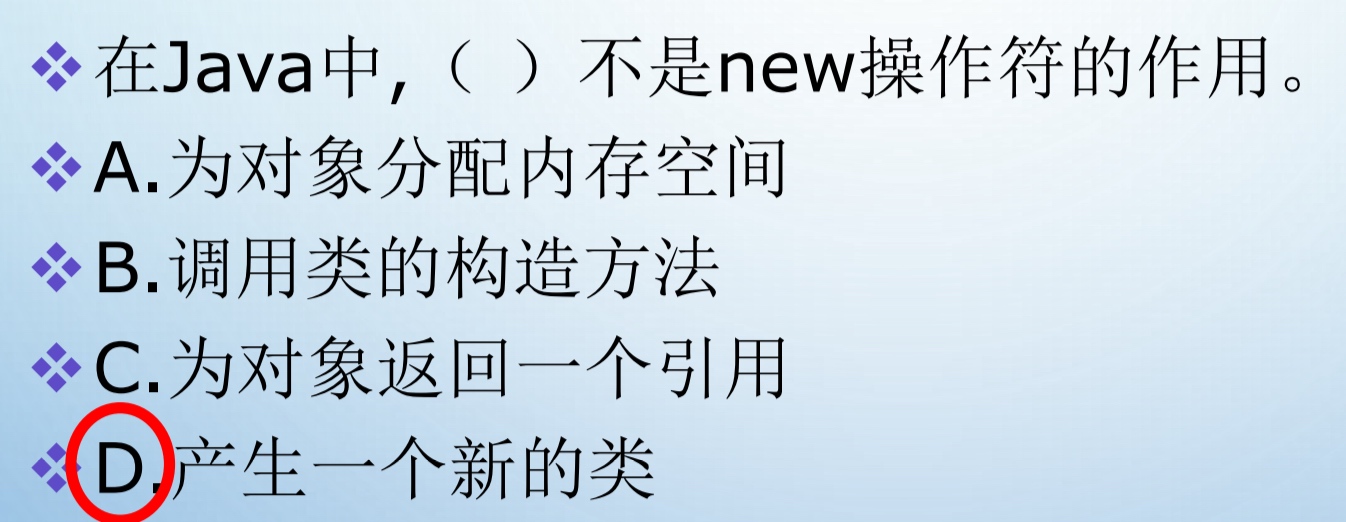 ❖在Java中,（ ）不是new操作符的作用。
❖A.为对象分配内存空间
❖B.调用类的构造方法
❖C.为对象返回一个引用
❖D.产生一个新的类